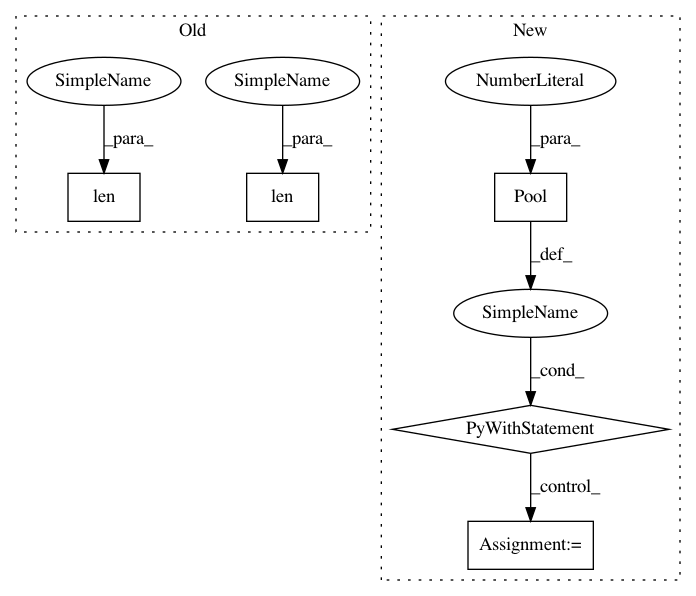 Old
New
SimpleName
SimpleName
NumberLiteral
_para_
_para_
_para_
len
len
Pool
_def_
SimpleName
_cond_
PyWithStatement
_control_
Assignment:=